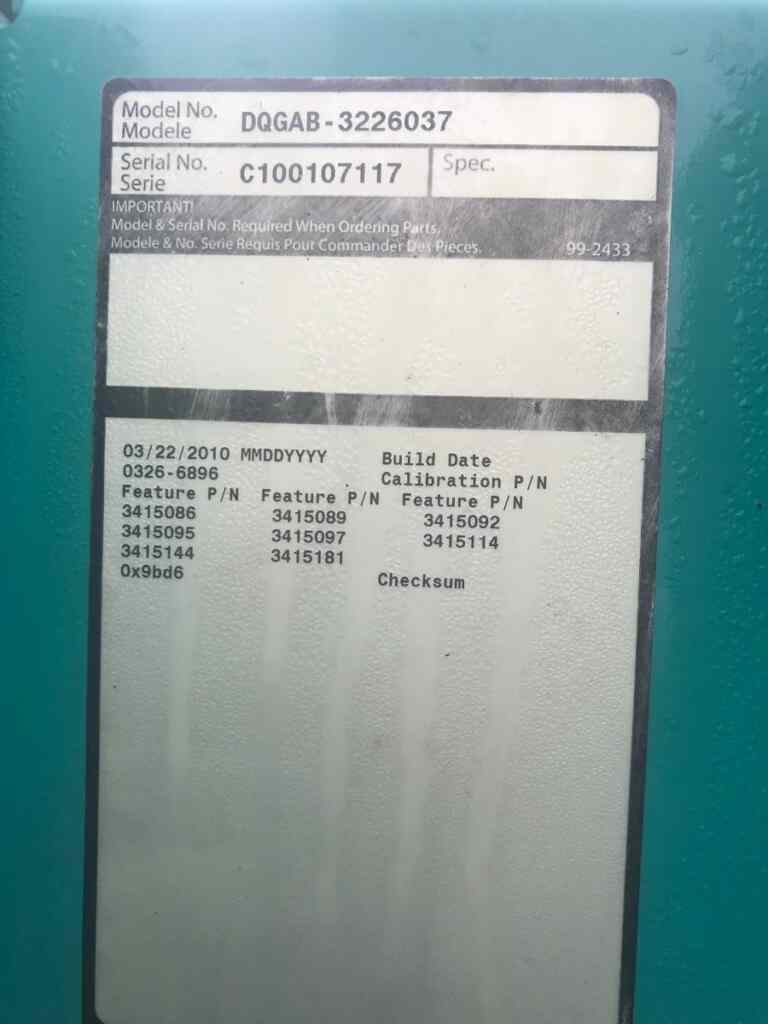 Model No. DQGAB-3226037
Modele
Serial No. C100107117 Spec.
Serie
IMPORTANT!
Model & Serial No. Required When Ordering Parts.
Modele & No. Serie Requis Pour Commander Des Pieces. 99-2433
03/22/2010 MMDDYYYY Build Date
0326-6896 Calibration P/N
Feature P/N Feature P/N Feature P/N
3415086 3415089 3415092
3415095 3415097 3415114
3415144 3415181
0x9bd6 Checksum